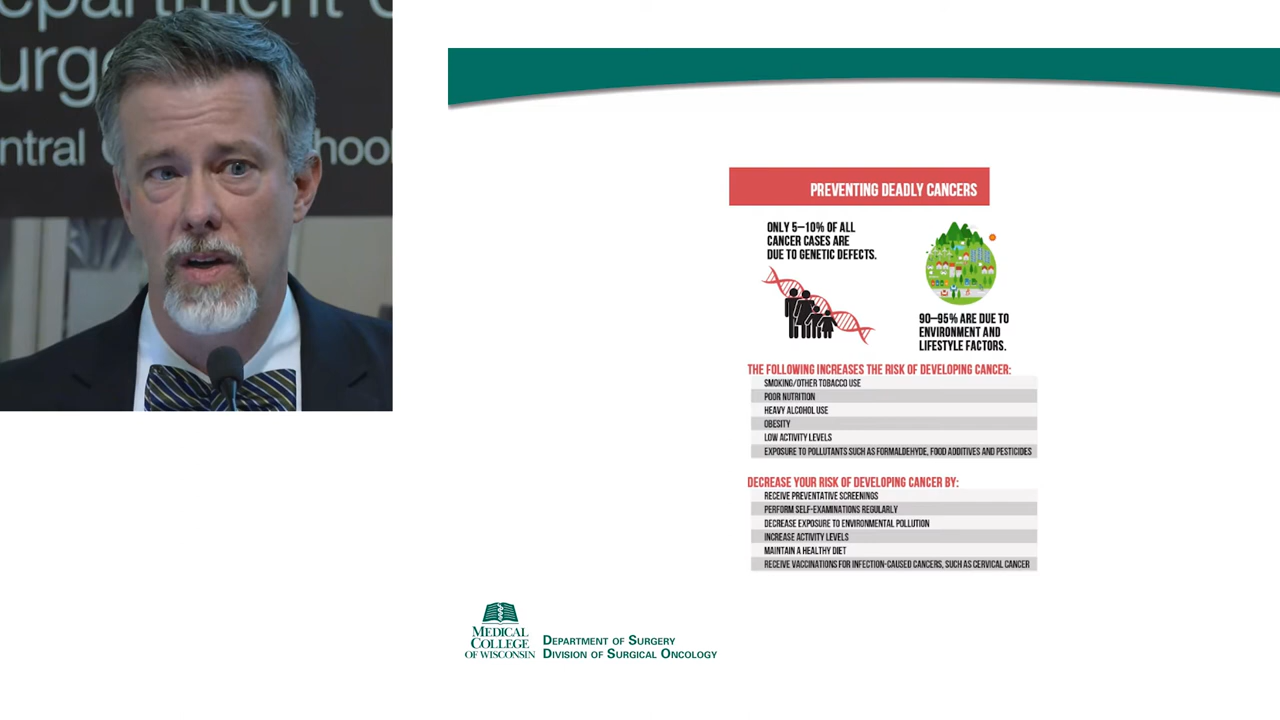 epartment
urge
ntral
hool
PREVENTING DEADLY CANCERS
ONLY 5–10% OF ALL
CANCER CASES ARE
DUE TO GENETIC DEFECTS.
90–95% ARE DUE TO
ENVIRONMENT AND
LIFESTYLE FACTORS.
THE FOLLOWING INCREASES THE RISK OF DEVELOPING CANCER:
SMOKING/OTHER TOBACCO USE
POOR NUTRITION
HEAVY ALCOHOL USE
OBESITY
LOW ACTIVITY LEVELS
EXPOSURE TO POLLUTANTS SUCH AS FORMALDEHYDE, FOOD ADDITIVES AND PESTICIDES
DECREASE YOUR RISK OF DEVELOPING CANCER BY:
RECEIVE PREVENTATIVE SCREENINGS
PERFORM SELF-EXAMINATIONS REGULARLY
DECREASE EXPOSURE TO ENVIRONMENTAL POLLUTION
INCREASE ACTIVITY LEVELS
MAINTAIN A HEALTHY DIET
RECEIVE VACCINATIONS FOR INFECTION-CAUSED CANCERS, SUCH AS CERVICAL CANCER
MEDICAL
COLLEGE
OF WISCONSIN
DEPARTMENT OF SURGERY
DIVISION OF SURGICAL ONCOLOGY